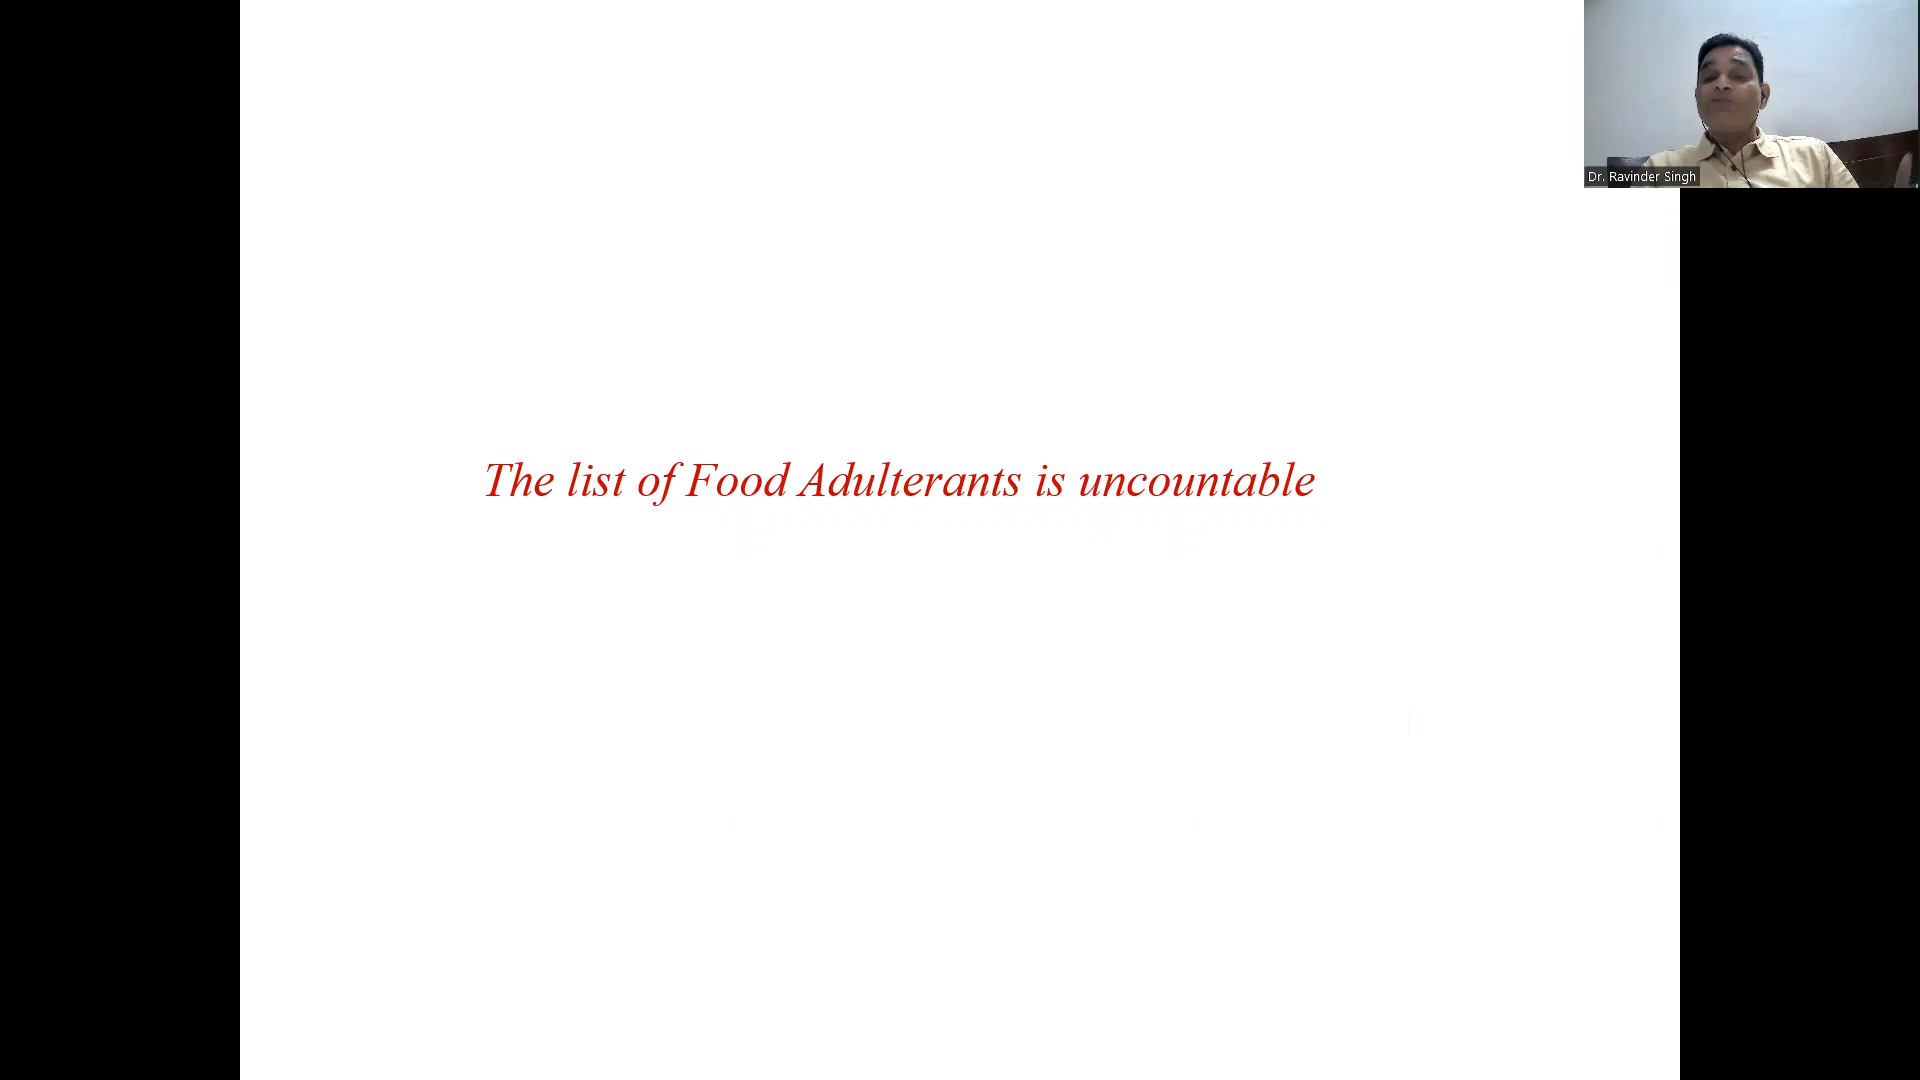 Dr. Ravinder Singh
The list of Food Adulterants is uncountable